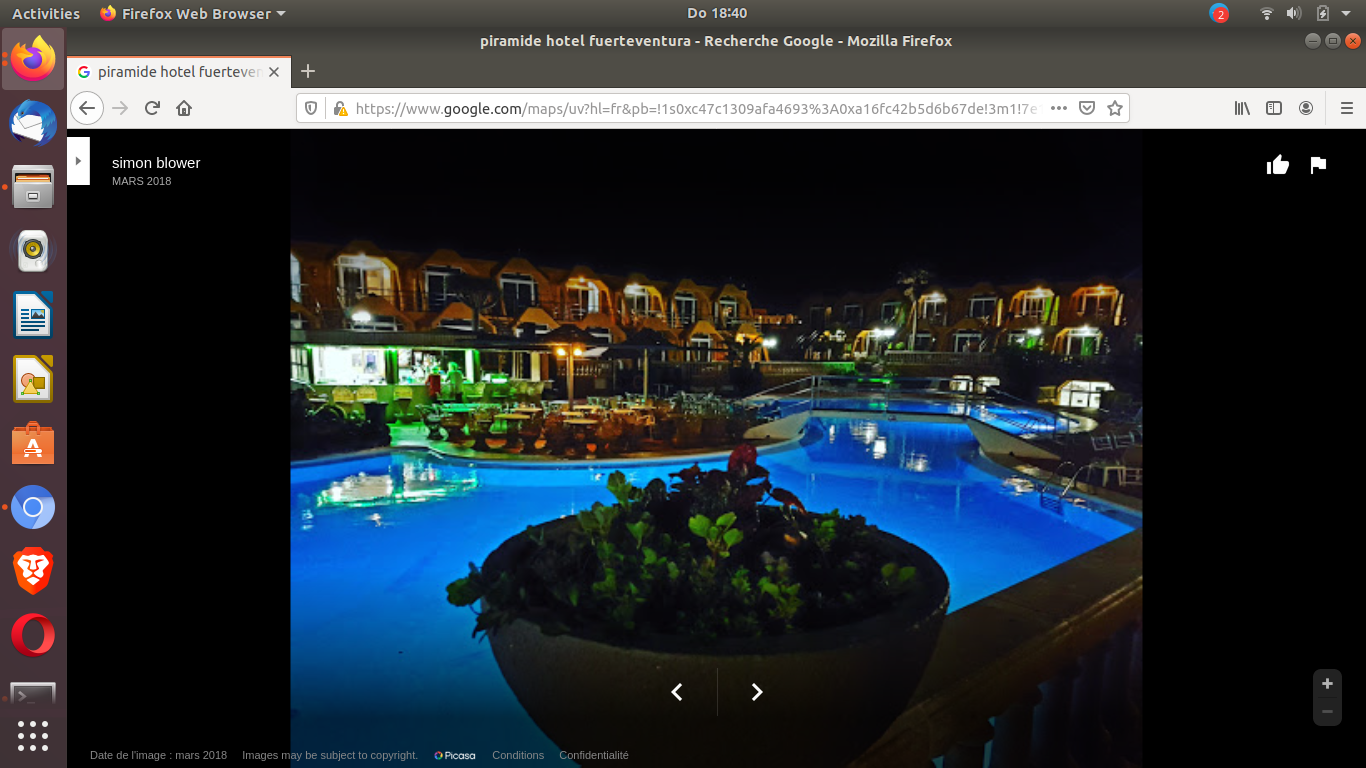 Activities
Firefox Web Browser
Do 18:40
2
piramide hotel fuerteventura - Recherche Google - Mozilla Firefox
piramide hotel fuerteven
https://www.google.com/maps/uv?hl=fr&pb=!1s0xc47c1309afa4693%3A0xa16fc42b5d6b67de!3m1!7e
simon blower
MARS 2018
Date de l'image : mars 2018 Images may be subject to copyright. Picasa Conditions Confidentialité